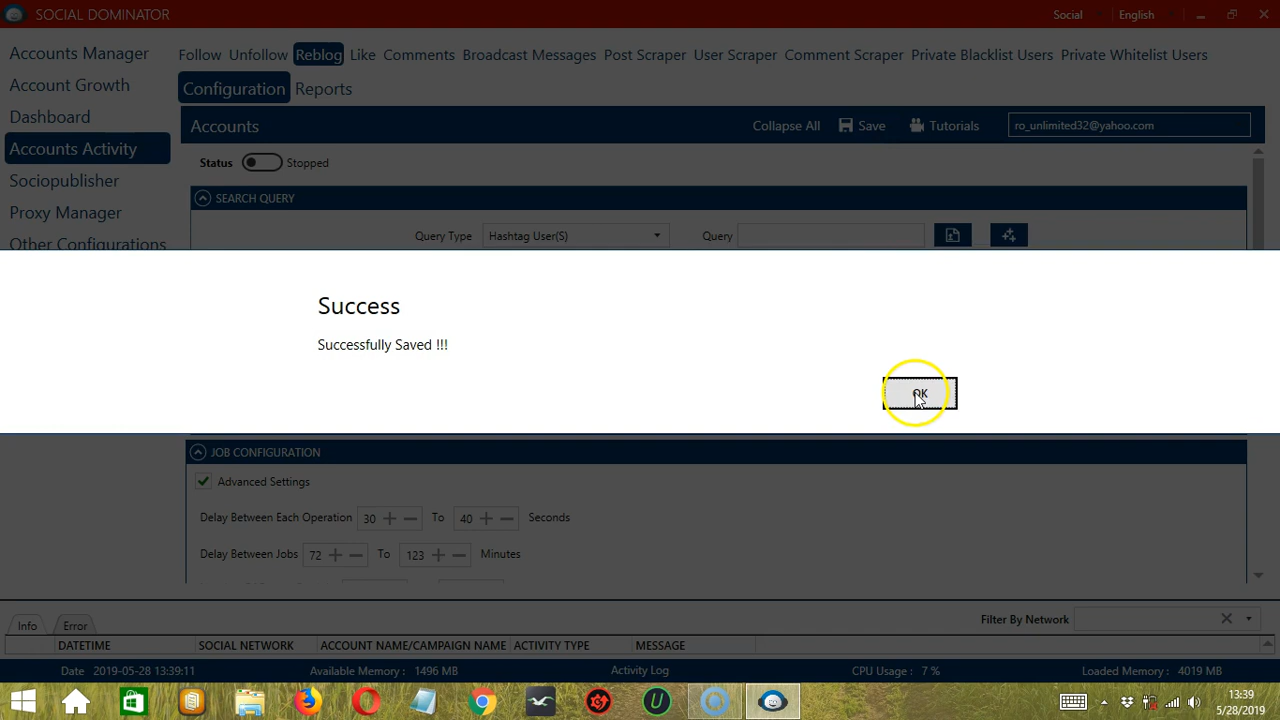 SOCIAL DOMINATOR Social English
Accounts Manager
Account Growth
Dashboard
Accounts Activity
Sociopublisher
Proxy Manager
Other Configurations
Follow Unfollow Reblog Like Comments Broadcast Messages Post Scraper User Scraper Comment Scraper Private Blacklist Users Private Whitelist Users
Configuration Reports
Accounts Collapse All Save Tutorials ro_unlimited32@yahoo.com
Status Stopped
SEARCH QUERY
Query Type Hashtag User(S) Query
Success
Successfully Saved !!!
OK
JOB CONFIGURATION
Advanced Settings
Delay Between Each Operation 30 To 40 Seconds
Delay Between Jobs 72 To 123 Minutes
Info Error Filter By Network
DATETIME SOCIAL NETWORK ACCOUNT NAME/CAMPAIGN NAME ACTIVITY TYPE MESSAGE
Date 2019-05-28 13:39:11 Available Memory : 1496 MB Activity Log CPU Usage : 7 % Loaded Memory : 4019 MB
13:39
5/28/2019